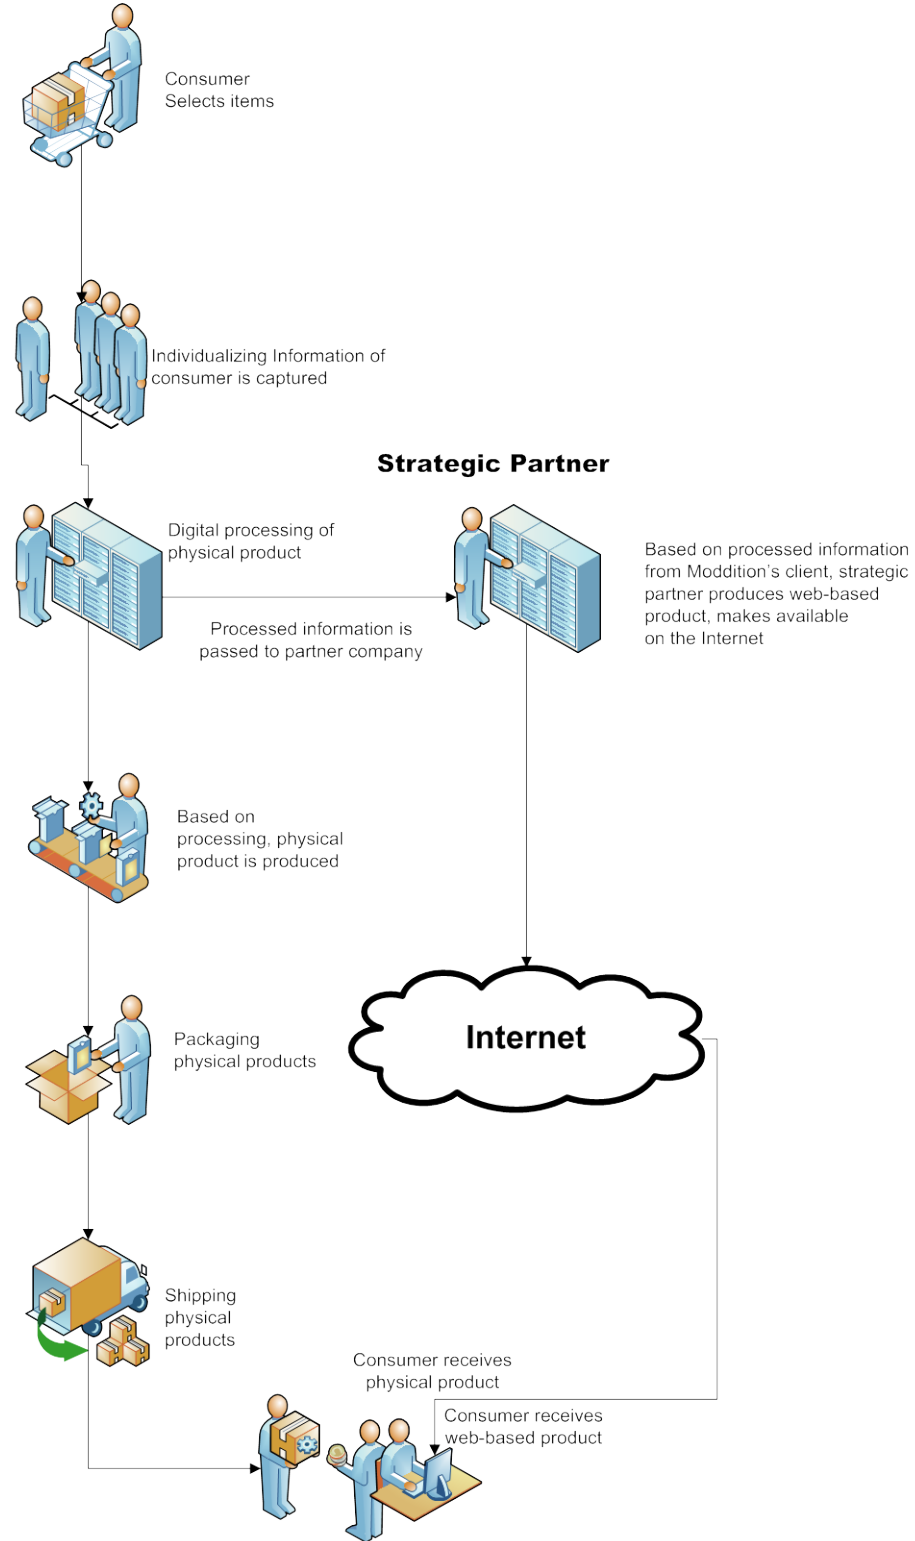 Consumer
Selects items
Individualizing Information of
consumer is captured
Strategic Partner
Digital processing of
physical product
Based on processed information
from Moddition's client, strategic
partner produces web-based
product, makes available
on the Internet
Processed information is
passed to partner company
Based on
processing, physical
product is produced
Internet
Packaging
physical products
Shipping
physical
products
Consumer receives
physical product
Consumer receives
web-based product